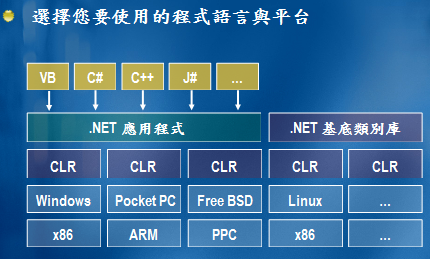 選擇您要使用的程式語言與平台
VB C# C++ J# ...
.NET 應用程式 .NET 基底類別庫
CLR CLR CLR CLR CLR
Windows Pocket PC Free BSD Linux ...
x86 ARM PPC x86 ...